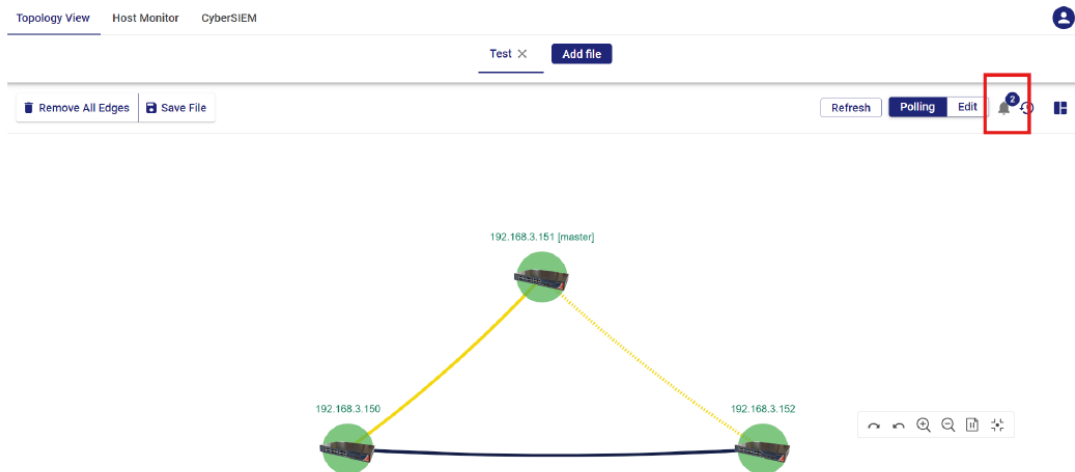 Topology View Host Monitor CyberSIEM
Test Add file
Remove All Edges Save File Refresh Polling Edit 2
192.168.3.151 [master]
192.168.3.150 192.168.3.152